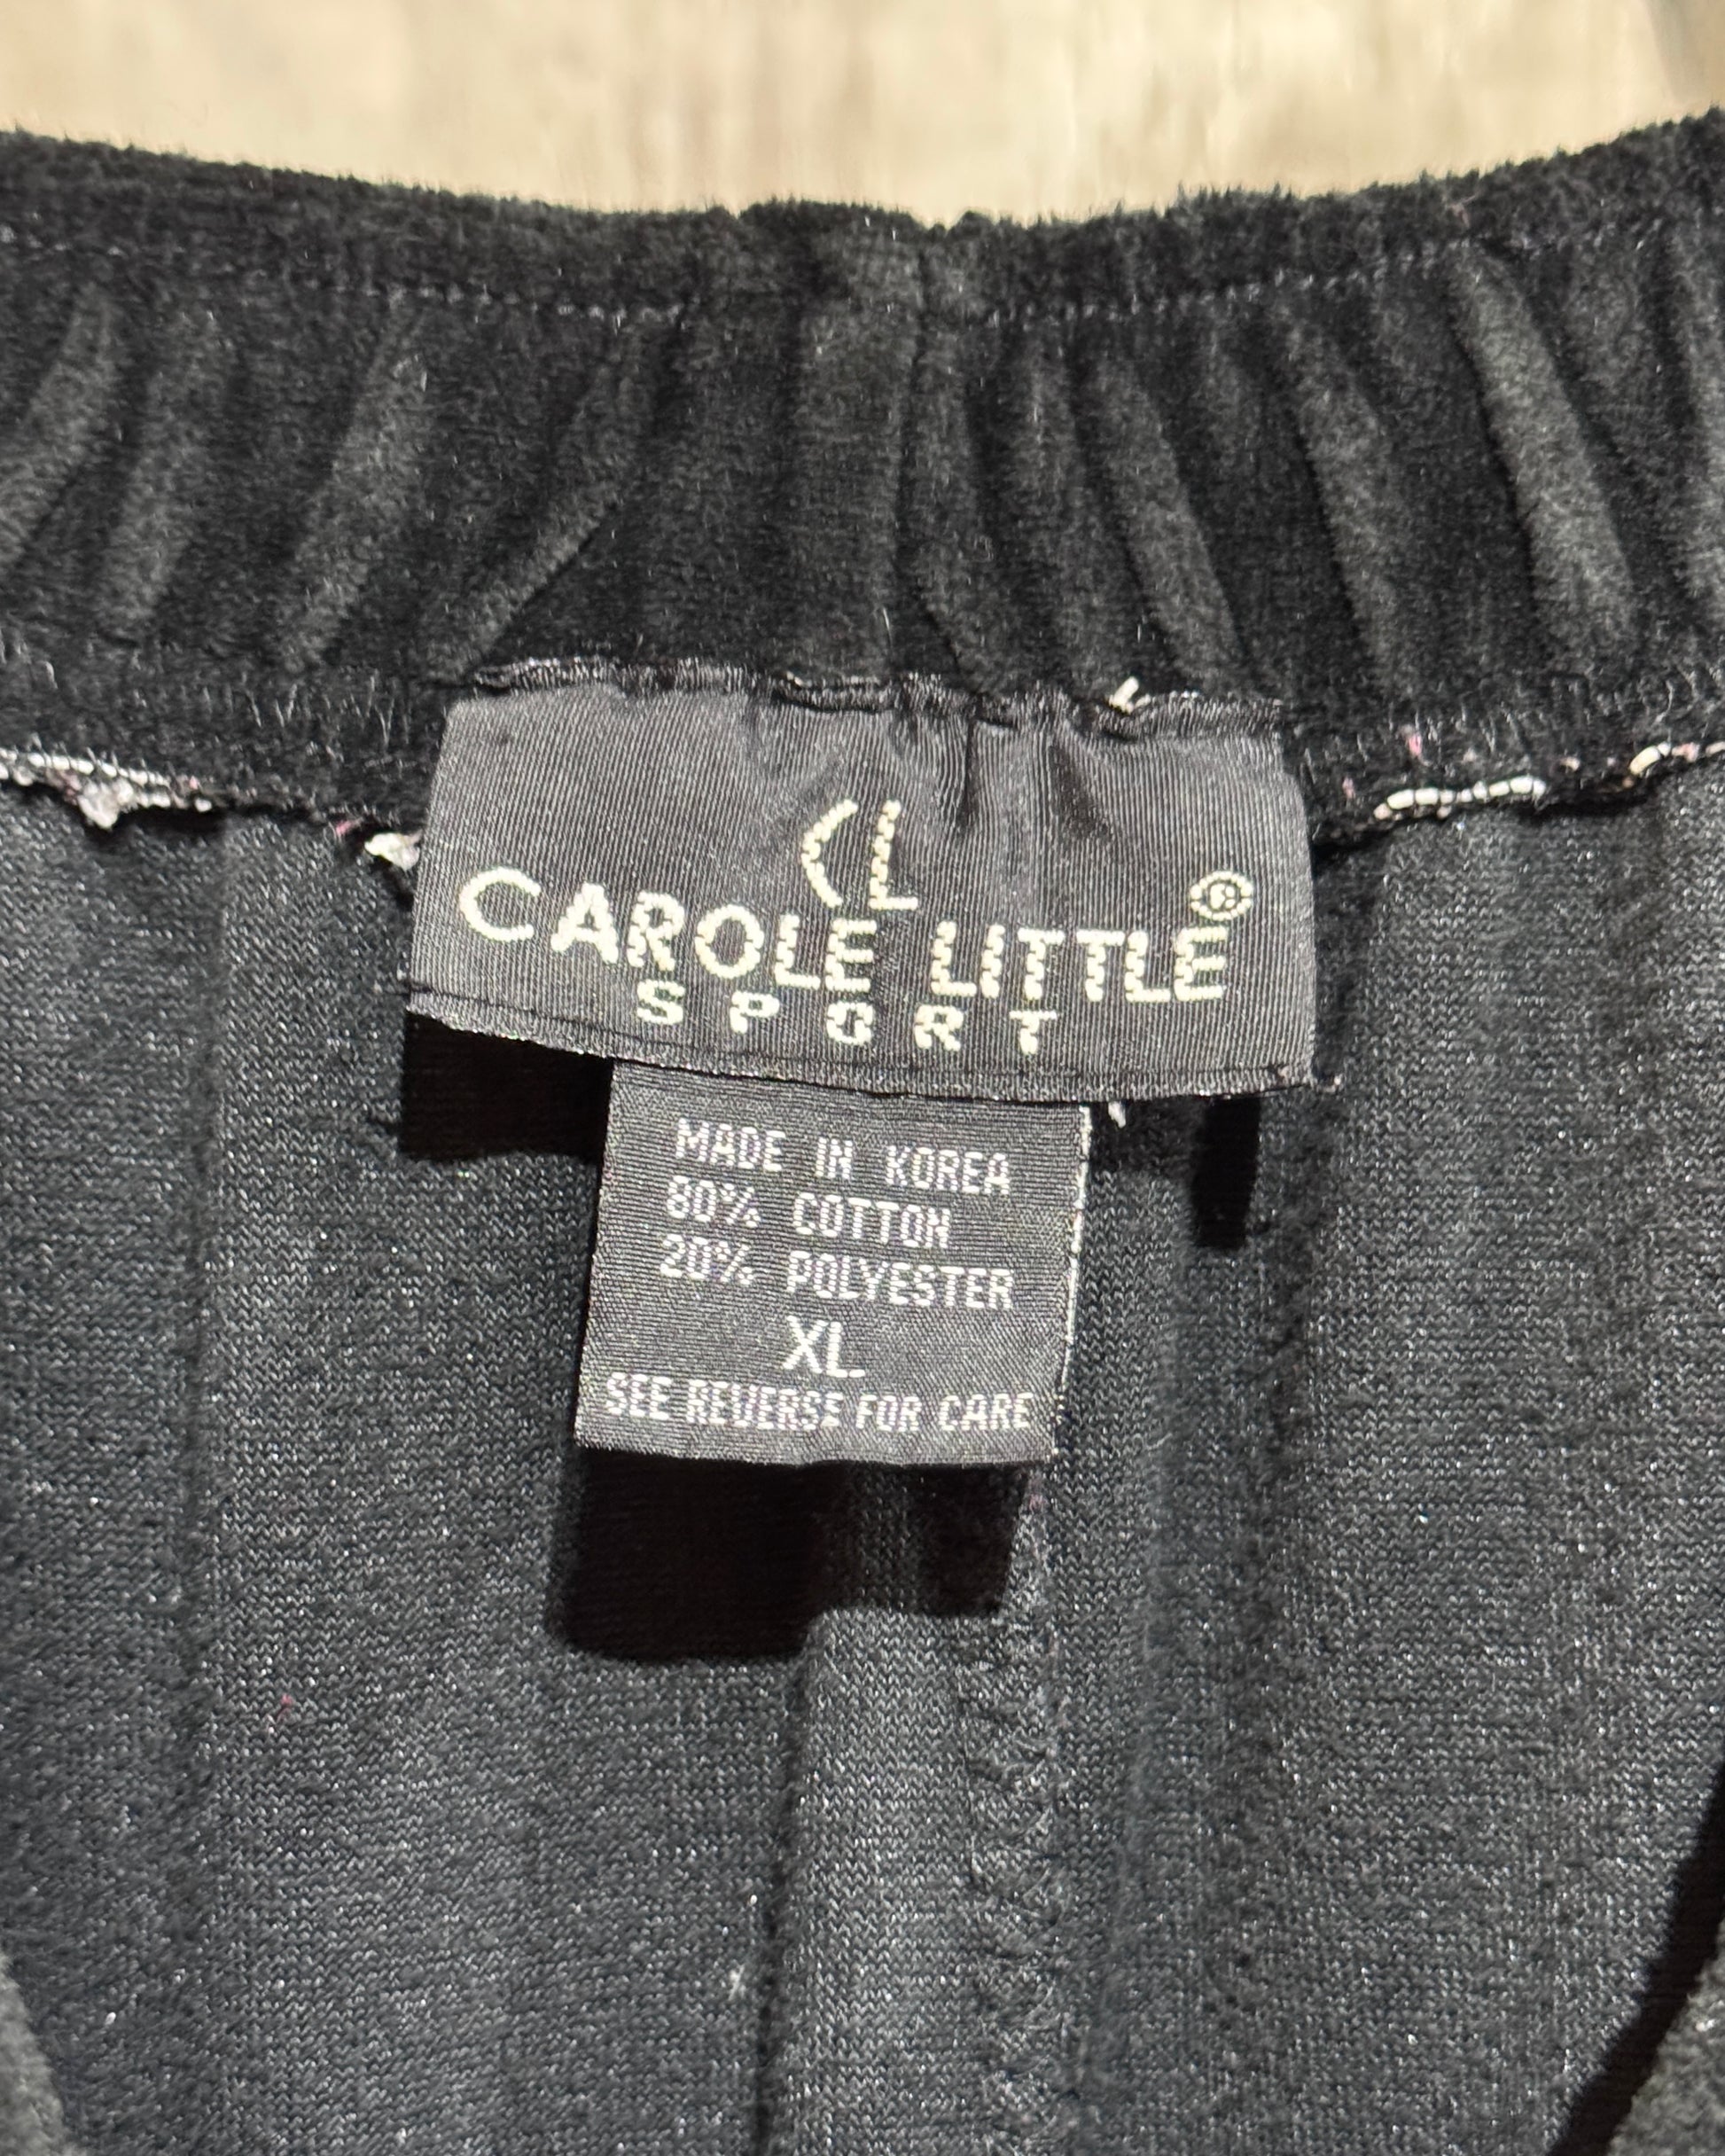 CL
CAROLE LITTLE®
SPORT
MADE IN KOREA
80% COTTON
20% POLYESTER
XL
SEE REVERSE FOR CARE